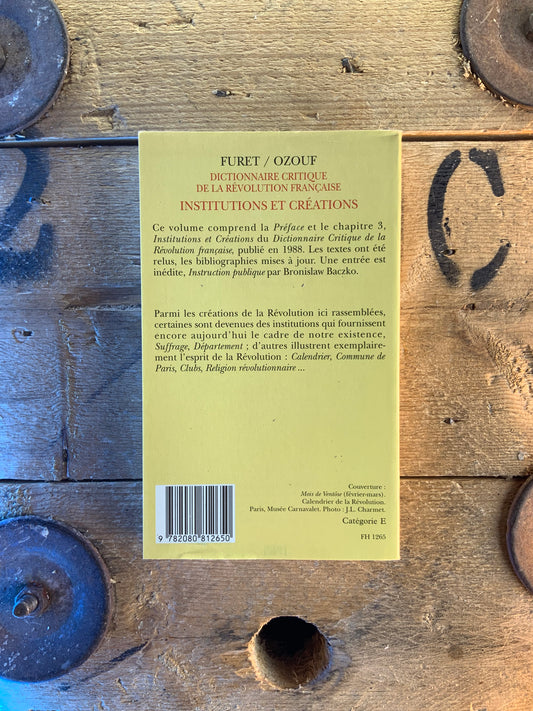 FURET / OZOUF
DICTIONNAIRE CRITIQUE
DE LA RÉVOLUTION FRANÇAISE
INSTITUTIONS ET CRÉATIONS
Ce volume comprend la Préface et le chapitre 3,
Institutions et Créations du Dictionnaire Critique de la
Révolution française, publié en 1988. Les textes ont été
relus, les bibliographies mises à jour. Une entrée est
inédite, Instruction publique par Bronislaw Baczko.
Parmi les créations de la Révolution ici rassemblées,
certaines sont devenues des institutions qui fournissent
encore aujourd'hui le cadre de notre existence,
Suffrage, Département ; d'autres illustrent exemplaire-
ment l'esprit de la Révolution : Calendrier, Commune de
Paris, Clubs, Religion révolutionnaire ...
Couverture :
Mois de Ventôse (février-mars).
Calendrier de la Révolution.
Paris, Musée Carnavalet. Photo : J.L. Charmet.
Catégorie E
9 782080 812650
FH 1265
2
C